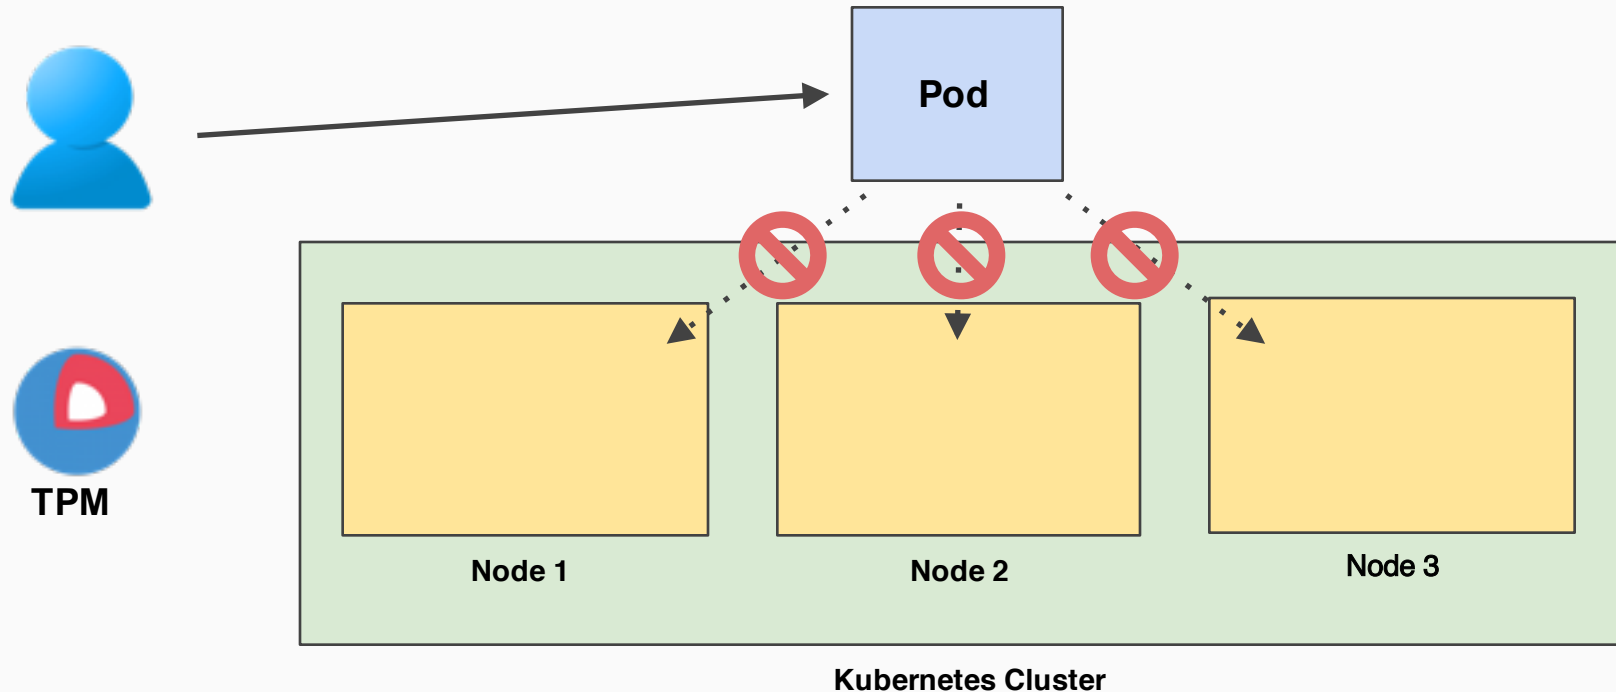 Pod
TPM
Node 1
Node 2
Node 3
Kubernetes Cluster